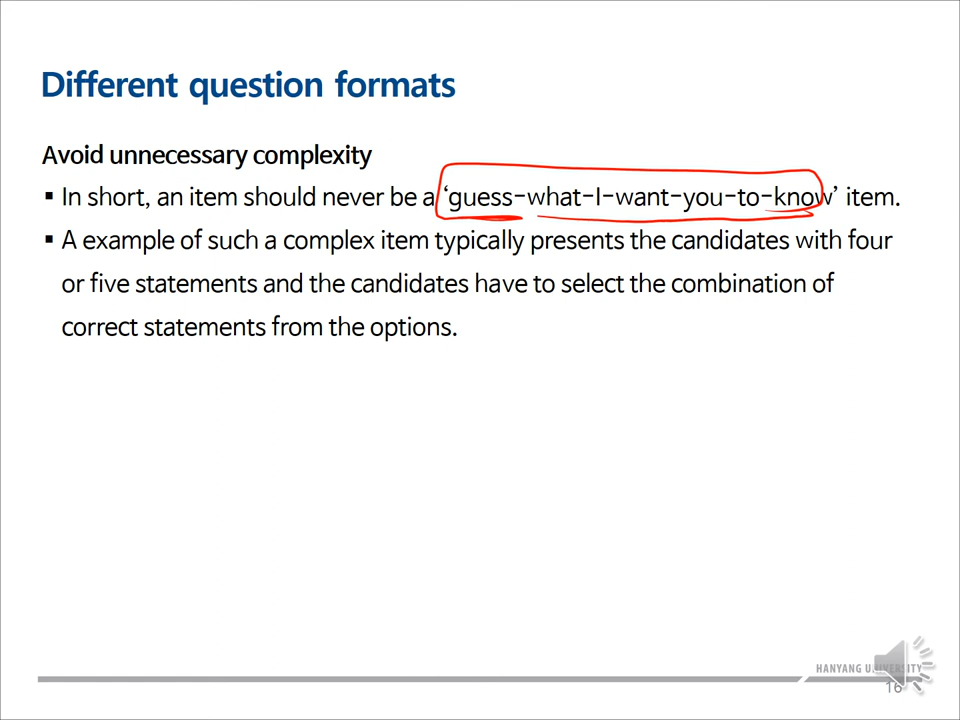 Different question formats
Avoid unnecessary complexity
▪ In short, an item should never be a ‘guess-what-I-want-you-to-know’ item.
▪ A example of such a complex item typically presents the candidates with four
or five statements and the candidates have to select the combination of
correct statements from the options.
HANYANG UNIVERSITY
16